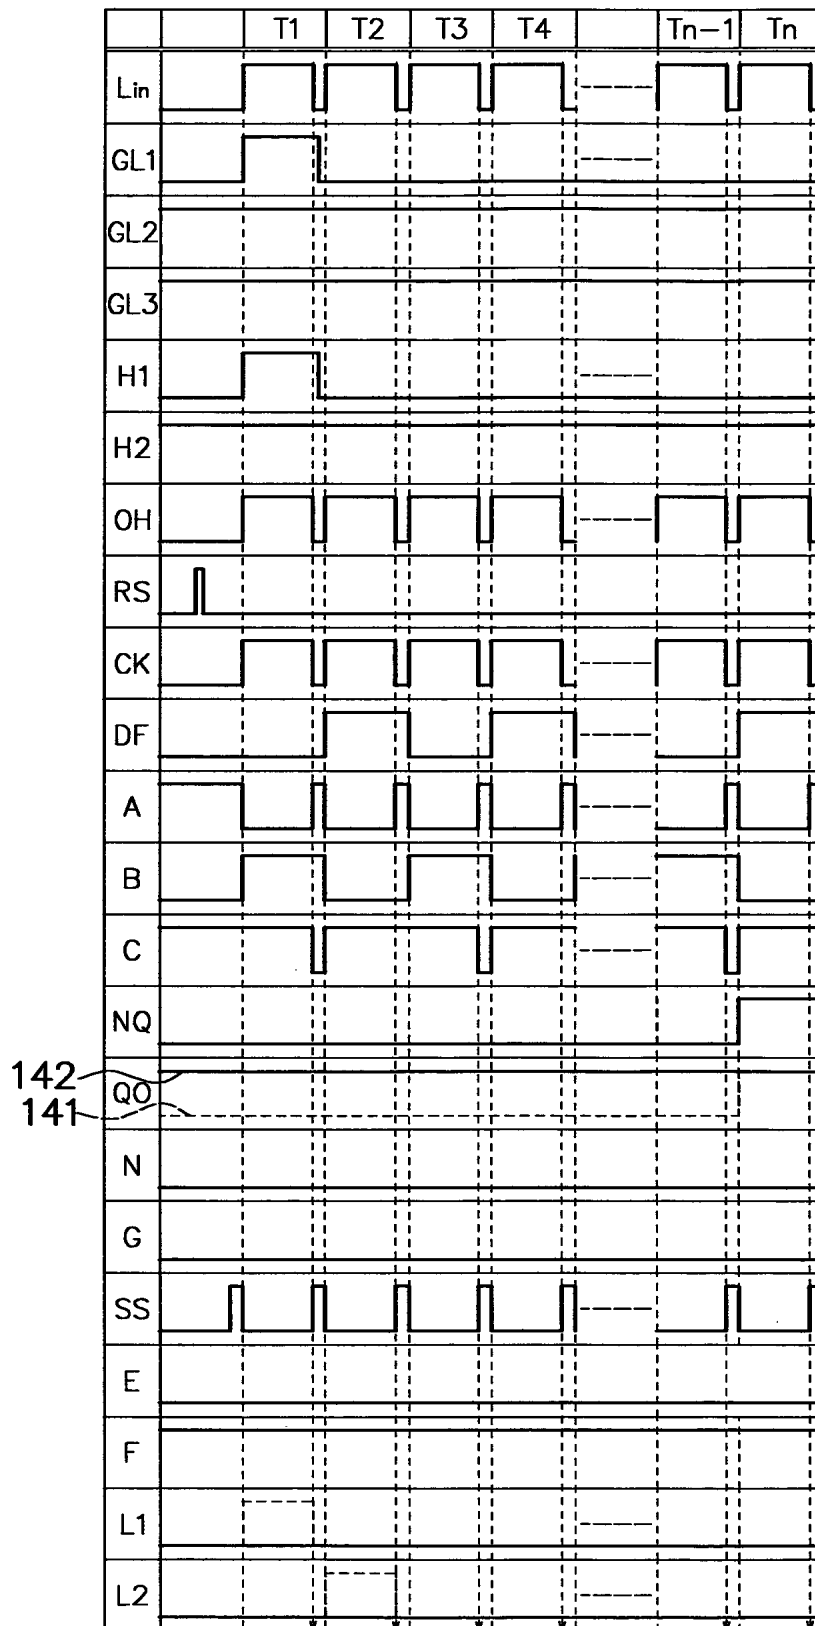 T1 T2 T3 T4 Tn-1 Tn
Lin
GL1
GL2
GL3
H1
H2
OH
RS
CK
DF
A
B
C
NQ
142
QO
141
N
G
SS
E
F
L1
L2